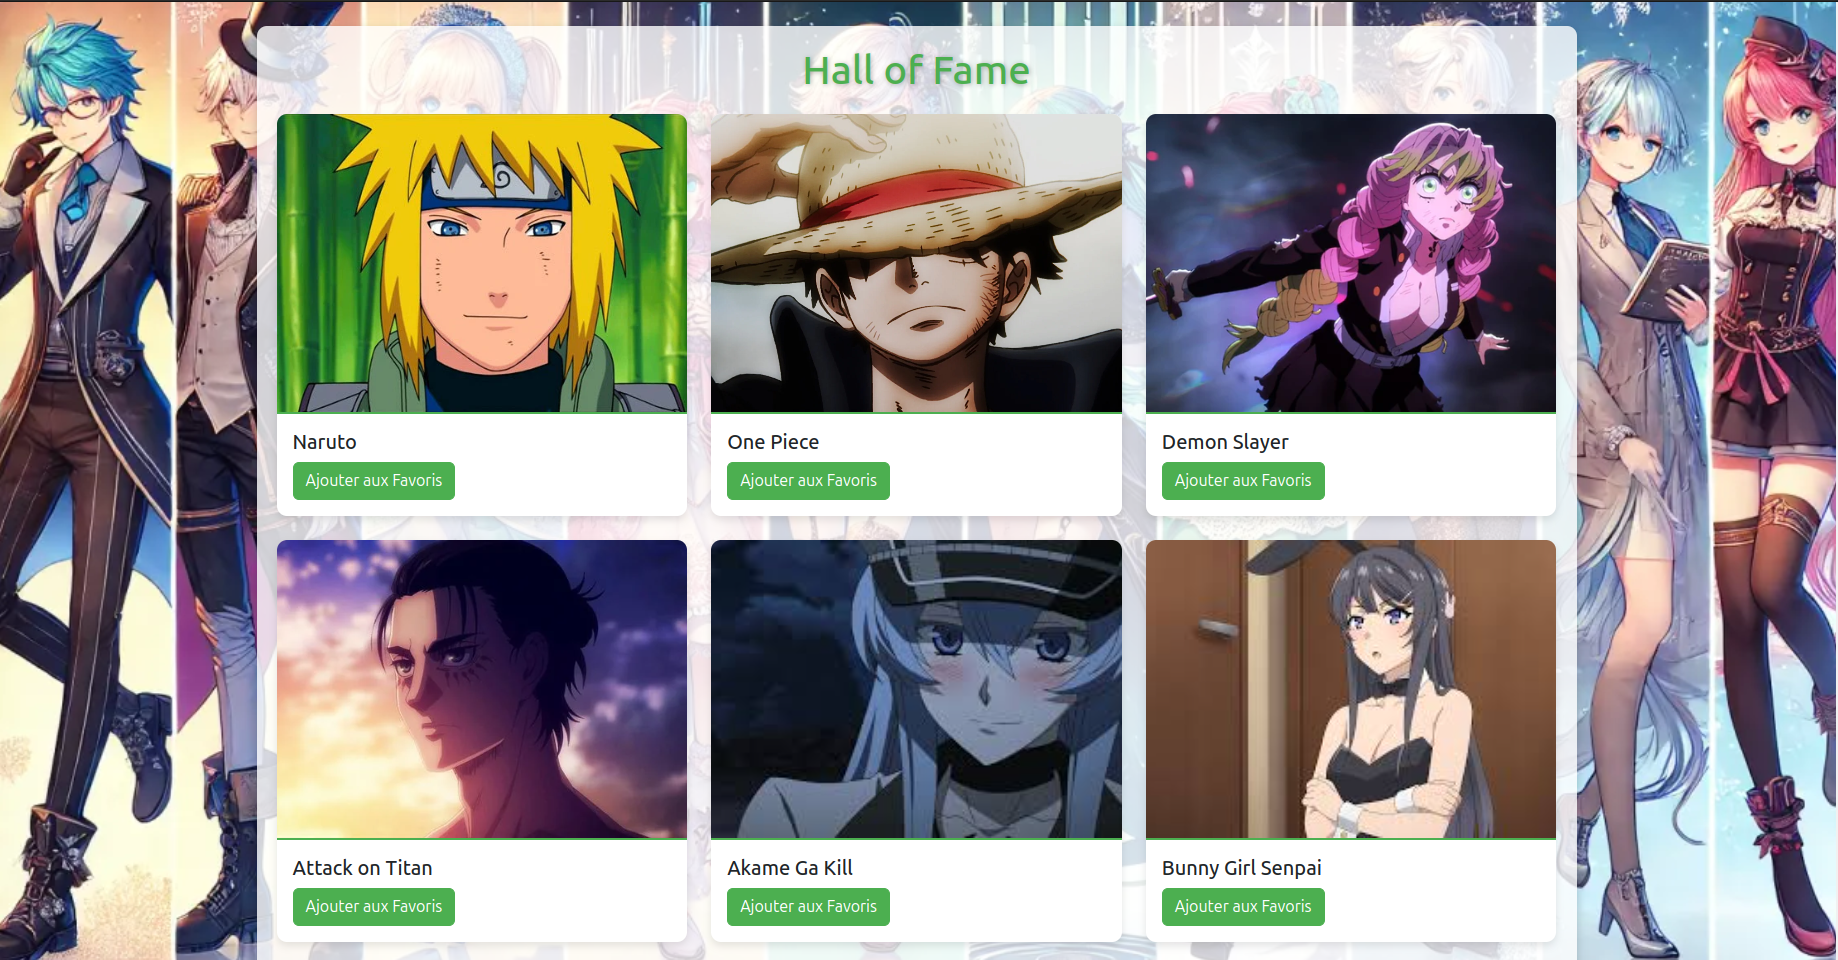 Hall of Fame
Naruto
One Piece
Demon Slayer
Ajouter aux Favoris
Ajouter aux Favoris
Ajouter aux Favoris
Attack on Titan
Akame Ga Kill
Bunny Girl Senpai
Ajouter aux Favoris
Ajouter aux Favoris
Ajouter aux Favoris